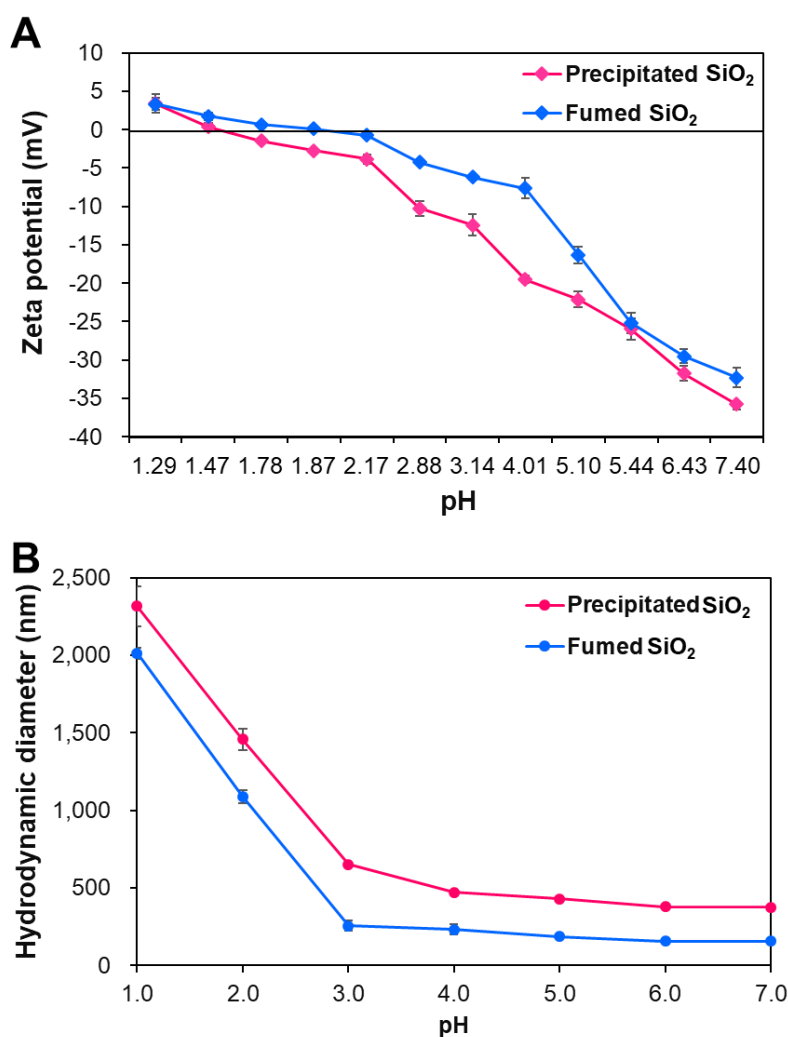 A
Precipitated SiO₂
Fumed SiO₂
Zeta potential (mV)
10
5
0
-5
-10
-15
-20
-25
-30
-35
-40
1.29 1.47 1.78 1.87 2.17 2.88 3.14 4.01 5.10 5.44 6.43 7.40
pH
B
Precipitated SiO₂
Fumed SiO₂
Hydrodynamic diameter (nm)
2,500
2,000
1,500
1,000
500
0
1.0 2.0 3.0 4.0 5.0 6.0 7.0
pH